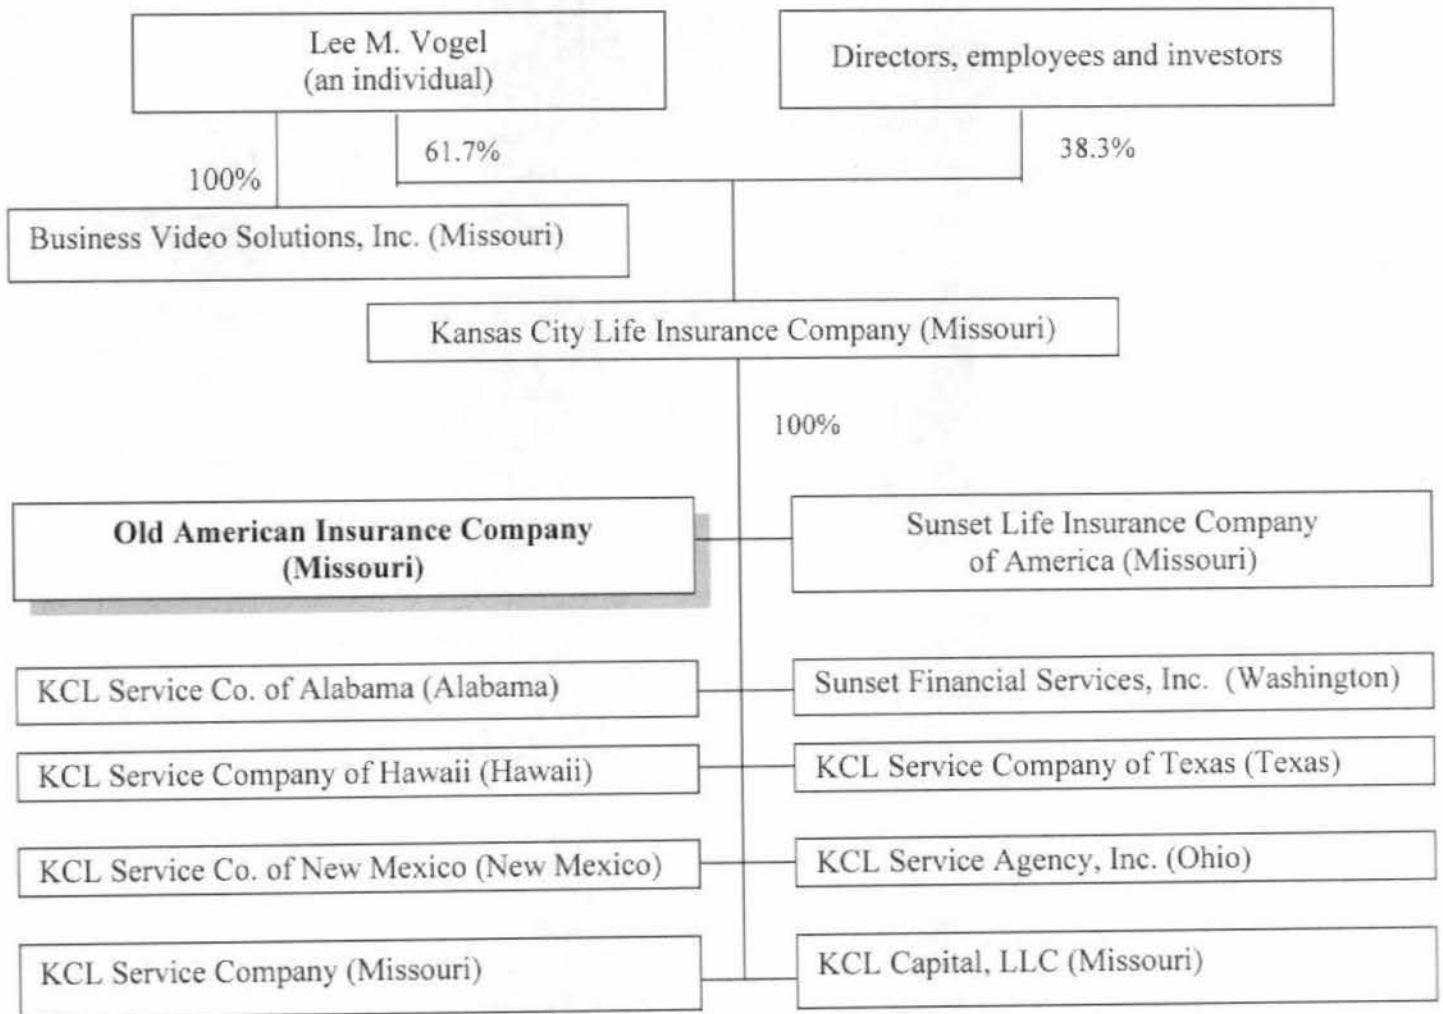 Lee M. Vogel
(an individual)
Directors, employees and investors
61.7%
38.3%
100%
Business Video Solutions, Inc. (Missouri)
Kansas City Life Insurance Company (Missouri)
100%
Old American Insurance Company
(Missouri)
Sunset Life Insurance Company
of America (Missouri)
KCL Service Co. of Alabama (Alabama)
Sunset Financial Services, Inc. (Washington)
KCL Service Company of Hawaii (Hawaii)
KCL Service Company of Texas (Texas)
KCL Service Co. of New Mexico (New Mexico)
KCL Service Agency, Inc. (Ohio)
KCL Service Company (Missouri)
KCL Capital, LLC (Missouri)